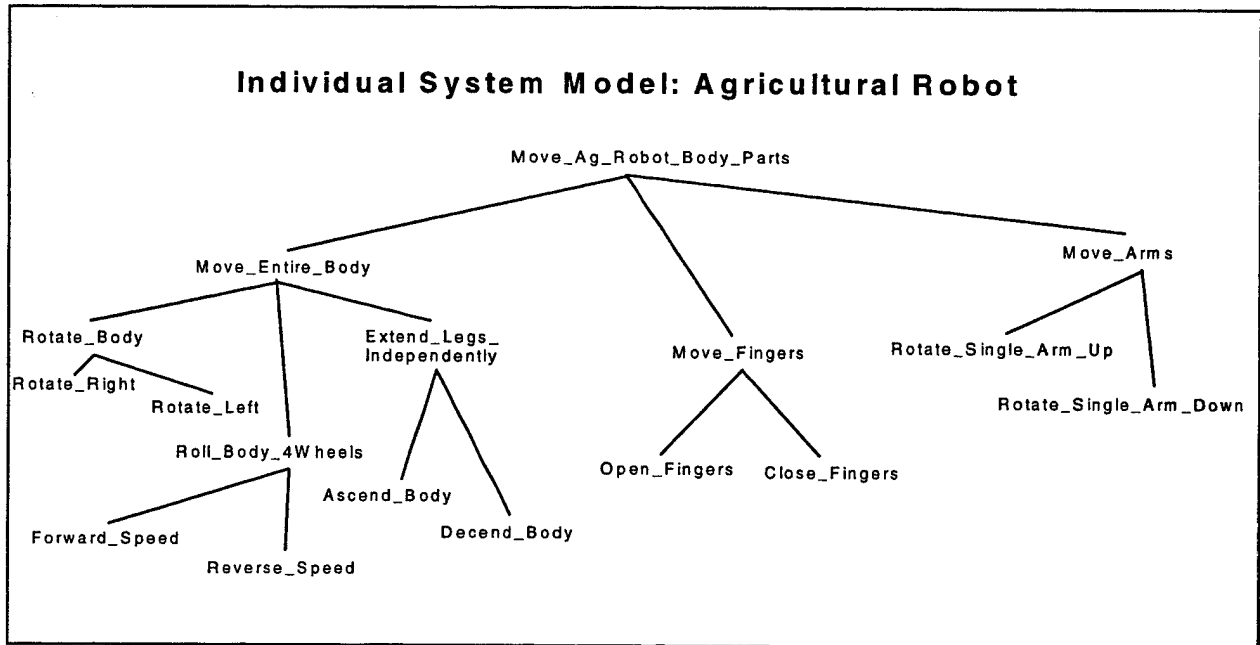 Individual System Model: Agricultural Robot
Move_Ag_Robot_Body_Parts
Move_Entire_Body
Move_Arms
Rotate_Body
Extend_Legs_
Independently
Move_Fingers
Rotate_Single_Arm_Up
Rotate_Right
Rotate_Left
Rotate_Single_Arm_Down
Roll_Body_4Wheels
Open_Fingers
Close_Fingers
Ascend_Body
Decend_Body
Forward_Speed
Reverse_Speed